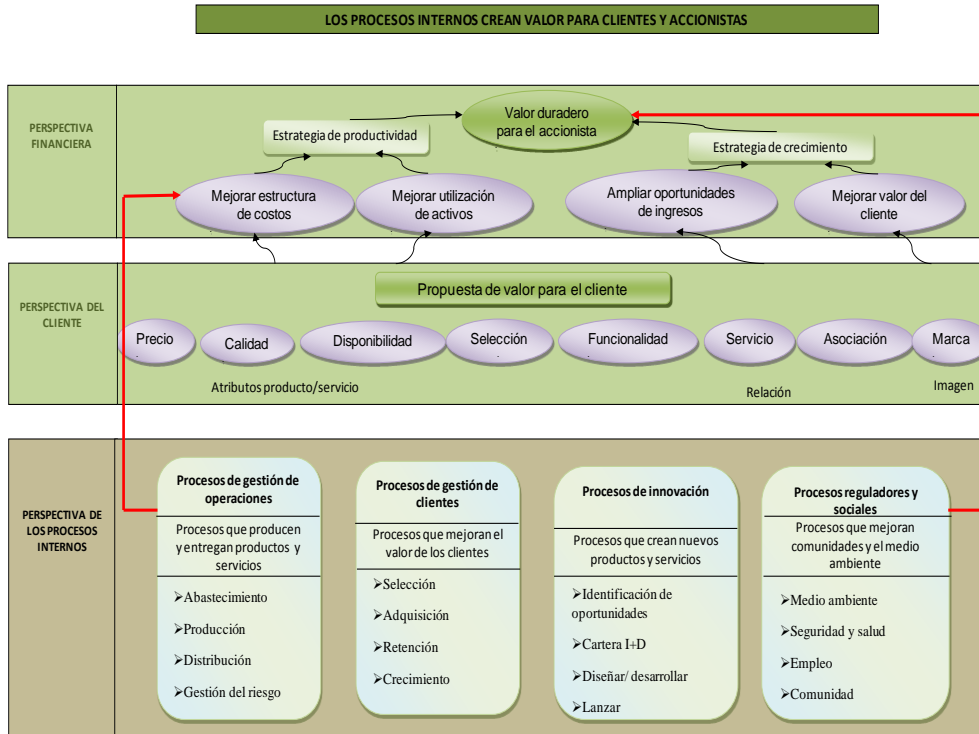 LOS PROCESOS INTERNOS CREAN VALOR PARA CLIENTES Y ACCIONISTAS
PERSPECTIVA
FINANCIERA
Valor duradero
para el accionista
Estrategia de productividad
Estrategia de crecimiento
Mejorar estructura
de costos
Mejorar utilización
de activos
Ampliar oportunidades
de ingresos
Mejorar valor del
cliente
PERSPECTIVA DEL
CLIENTE
Propuesta de valor para el cliente
Precio
Calidad
Disponibilidad
Selección
Funcionalidad
Servicio
Asociación
Marca
Atributos producto/servicio
Relación
Imagen
PERSPECTIVA DE
LOS PROCESOS
INTERNOS
Procesos de gestión de
operaciones
Procesos que producen
y entregan productos y
servicios
➢Abastecimiento
➢Producción
➢Distribución
➢Gestión del riesgo
Procesos de gestión de
clientes
Procesos que mejoran el
valor de los clientes
➢Selección
➢Adquisición
➢Retención
➢Crecimiento
Procesos de innovación
Procesos que crean nuevos
productos y servicios
➢Identificación de
oportunidades
➢Cartera I+D
➢Diseñar/ desarrollar
➢Lanzar
Procesos reguladores y
sociales
Procesos que mejoran
comunidades y el medio
ambiente
➢Medio ambiente
➢Seguridad y salud
➢Empleo
➢Comunidad